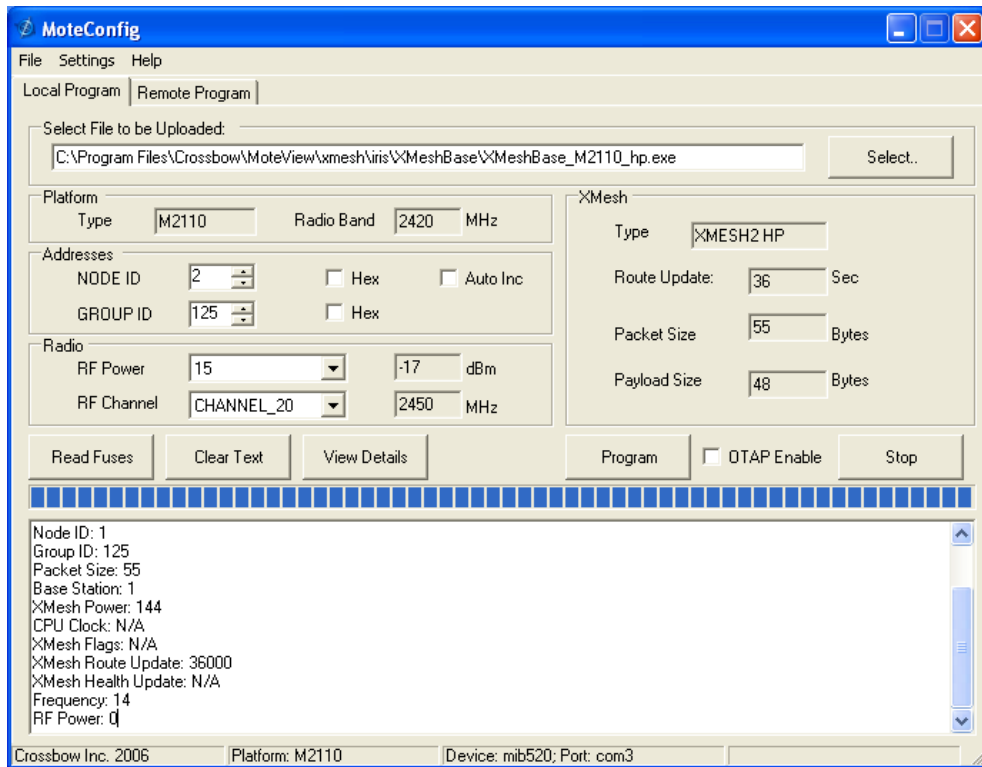 MoteConfig
File Settings Help
Local Program Remote Program
Select File to be Uploaded:
C:\Program Files\Crossbow\MoteView\xmesh\iris\XMeshBase\XMeshBase_M2110_hp.exe Select..
Platform
Type M2110 Radio Band 2420 MHz
Addresses
NODE ID 2 Hex Auto Inc
GROUP ID 125 Hex
Radio
RF Power 15 -17 dBm
RF Channel CHANNEL_20 2450 MHz
XMesh
Type XMESH2 HP
Route Update: 36 Sec
Packet Size 55 Bytes
Payload Size 48 Bytes
Read Fuses Clear Text View Details Program OTAP Enable Stop
Node ID: 1
Group ID: 125
Packet Size: 55
Base Station: 1
XMesh Power: 144
CPU Clock: N/A
XMesh Flags: N/A
XMesh Route Update: 36000
XMesh Health Update: N/A
Frequency: 14
RF Power: 0
Crossbow Inc. 2006 Platform: M2110 Device: mib520; Port: com3